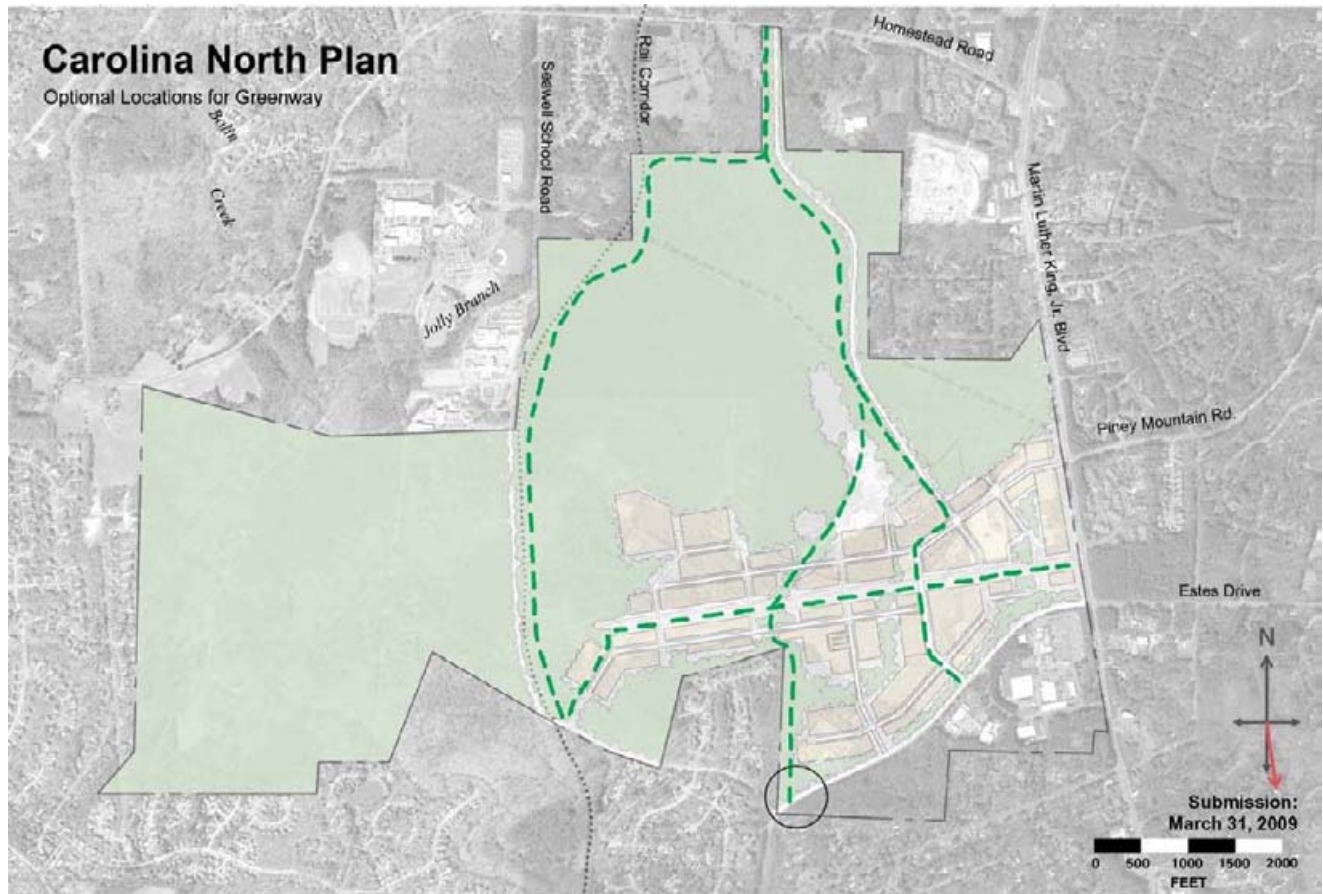 Carolina North Plan
Optional Locations for Greenway
Bolin
Creek
Seawell School Road
Rail Corridor
Homestead Road
Jolly Branch
Martin Luther King, Jr. Blvd
Piney Mountain Rd.
Estes Drive
N
Submission:
March 31, 2009
0 500 1000 1500 2000
FEET